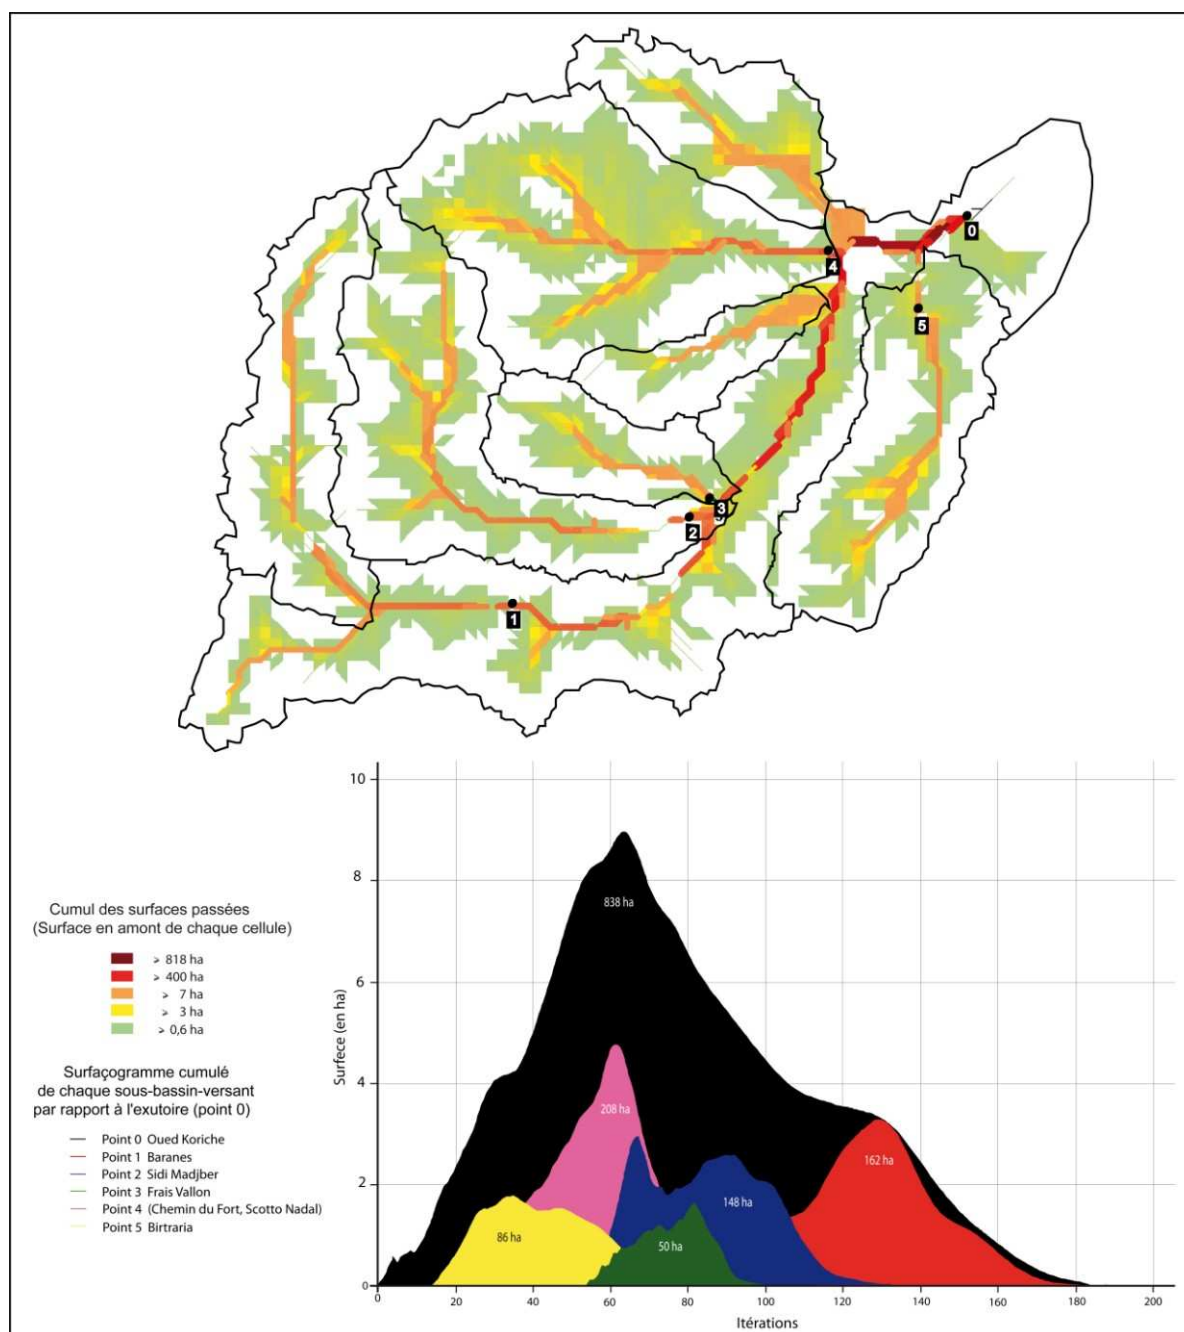 0
4
5
3
2
1
Cumul des surfaces passées
(Surface en amont de chaque cellule)
> 818 ha
> 400 ha
> 7 ha
> 3 ha
> 0,6 ha
Surfaçogramme cumulé
de chaque sous-bassin-versant
par rapport à l'exutoire (point 0)
Point 0 Oued Koriche
Point 1 Baranes
Point 2 Sidi Madjber
Point 3 Frais Vallon
Point 4 (Chemin du Fort, Scotto Nadal)
Point 5 Birtraria
Surfece (en ha)
10
8
6
4
2
0
838 ha
208 ha
162 ha
148 ha
86 ha
50 ha
0 20 40 60 80 100 120 140 160 180 200
Itérations